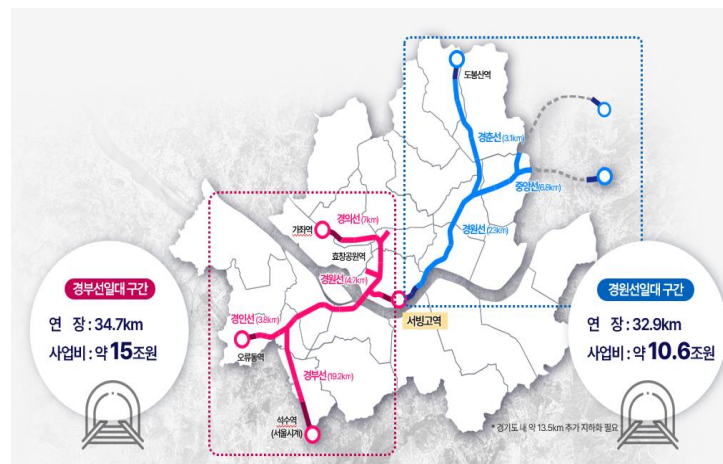 도봉산역
경춘선(3.1km)
중앙선(6.8km)
경원선(23km)
경의선(7km)
가좌역
효창공원역
경원선(4.7km)
경인선(3.8km)
오류동역
서빙고역
경부선(19.2km)
석수역
(서울시계)
경부선일대 구간
연 장 : 34.7km
사업비 : 약 15조원
경원선일대 구간
연 장 : 32.9km
사업비 : 약 10.6조원
* 경기도 내 약 13.5km 추가 지하화 필요